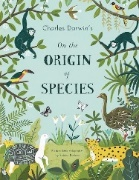 Charles Darwin's
On the
ORIGIN
of
SPECIES